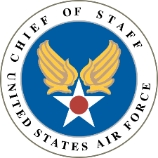 CHIEF OF STAFF
UNITED STATES AIR FORCE